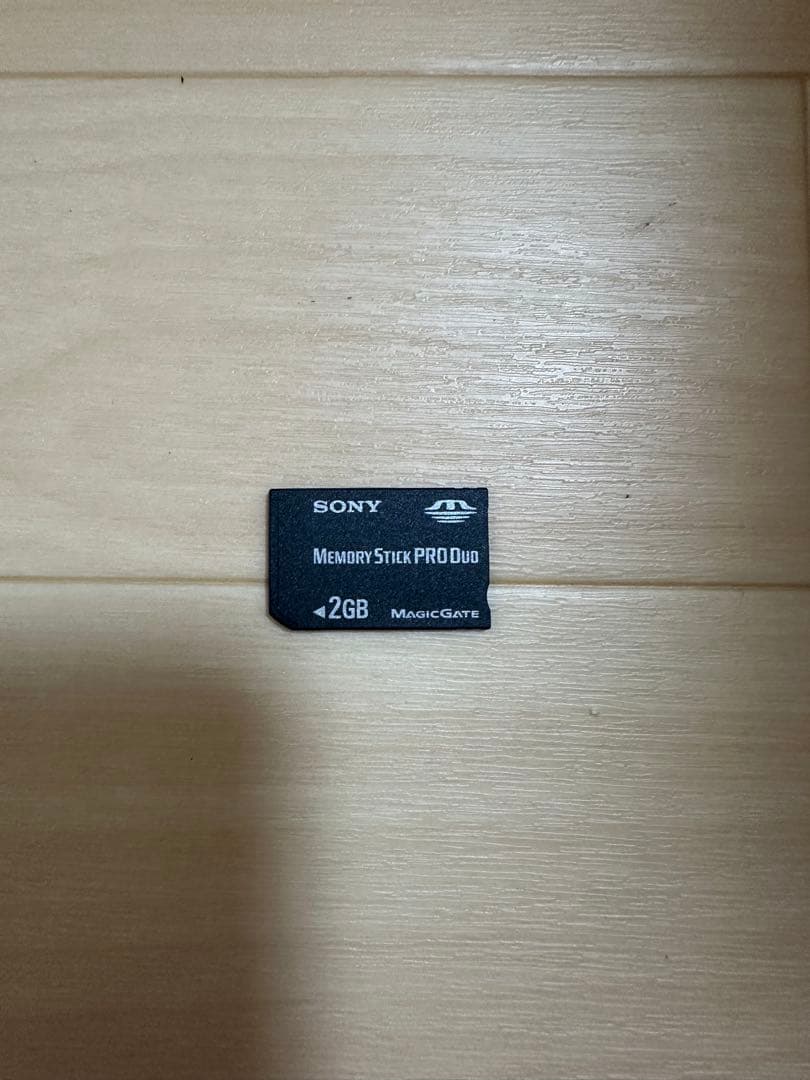 SONY
MEMORY STICK PRO DUO
◀2GB MAGICGATE